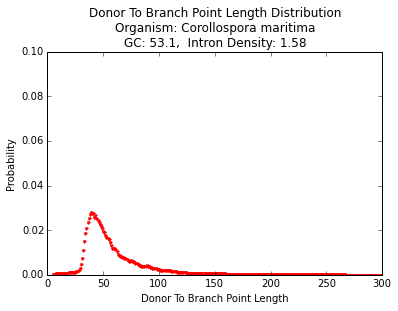 Donor To Branch Point Length Distribution
Organism: Corollospora maritima
GC: 53.1,  Intron Density: 1.58
0.10
0.08
0.06
0.04
0.02
0.00
Probability
0 50 100 150 200 250 300
Donor To Branch Point Length